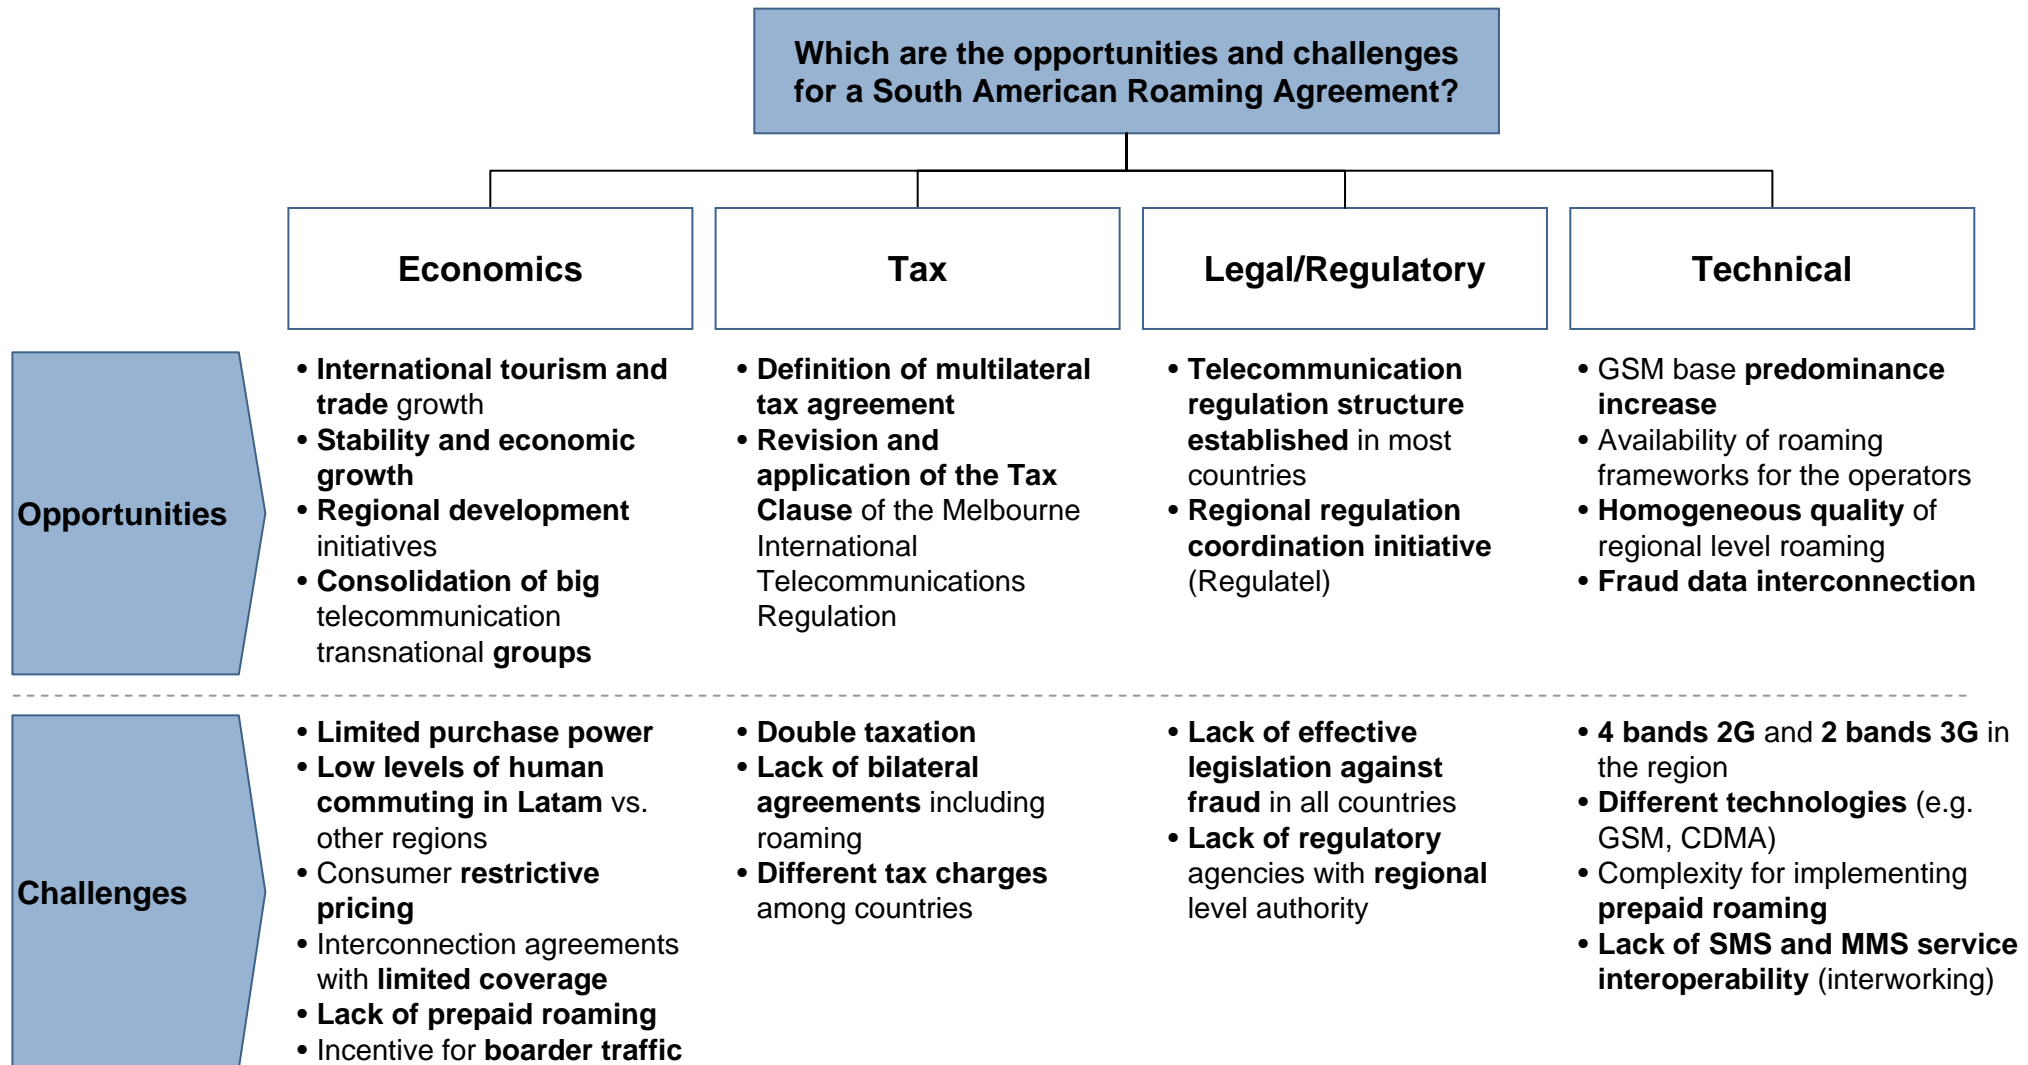 Which are the opportunities and challenges
for a South American Roaming Agreement?
Economics
Tax
Legal/Regulatory
Technical
Opportunities
• International tourism and
trade growth
• Stability and economic
growth
• Regional development
initiatives
• Consolidation of big
telecommunication
transnational groups
• Definition of multilateral
tax agreement
• Revision and
application of the Tax
Clause of the Melbourne
International
Telecommunications
Regulation
• Telecommunication
regulation structure
established in most
countries
• Regional regulation
coordination initiative
(Regulatel)
• GSM base predominance
increase
• Availability of roaming
frameworks for the operators
• Homogeneous quality of
regional level roaming
• Fraud data interconnection
Challenges
• Limited purchase power
• Low levels of human
commuting in Latam vs.
other regions
• Consumer restrictive
pricing
• Interconnection agreements
with limited coverage
• Lack of prepaid roaming
• Incentive for boarder traffic
• Double taxation
• Lack of bilateral
agreements including
roaming
• Different tax charges
among countries
• Lack of effective
legislation against
fraud in all countries
• Lack of regulatory
agencies with regional
level authority
• 4 bands 2G and 2 bands 3G in
the region
• Different technologies (e.g.
GSM, CDMA)
• Complexity for implementing
prepaid roaming
• Lack of SMS and MMS service
interoperability (interworking)